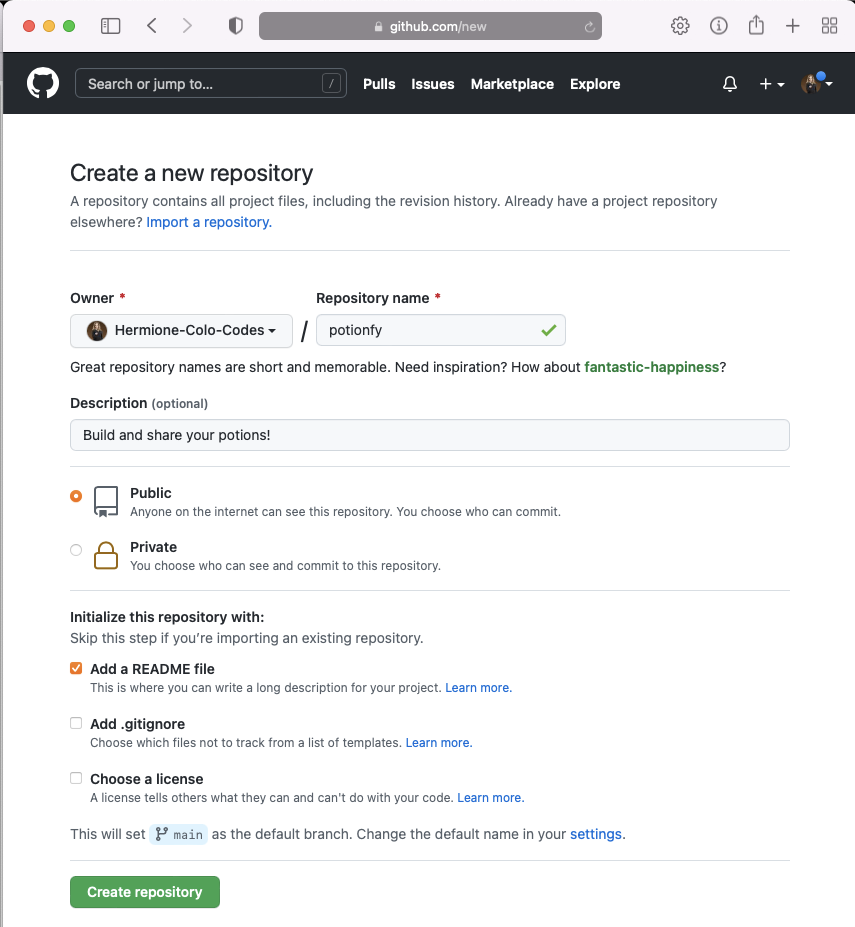 github.com/new
Search or jump to... /
Pulls Issues Marketplace Explore
Create a new repository
A repository contains all project files, including the revision history. Already have a project repository
elsewhere? Import a repository.
Owner * Repository name *
Hermione-Colo-Codes / potionfy
Great repository names are short and memorable. Need inspiration? How about fantastic-happiness?
Description (optional)
Build and share your potions!
Public
Anyone on the internet can see this repository. You choose who can commit.
Private
You choose who can see and commit to this repository.
Initialize this repository with:
Skip this step if you're importing an existing repository.
Add a README file
This is where you can write a long description for your project. Learn more.
Add .gitignore
Choose which files not to track from a list of templates. Learn more.
Choose a license
A license tells others what they can and can't do with your code. Learn more.
This will set main as the default branch. Change the default name in your settings.
Create repository